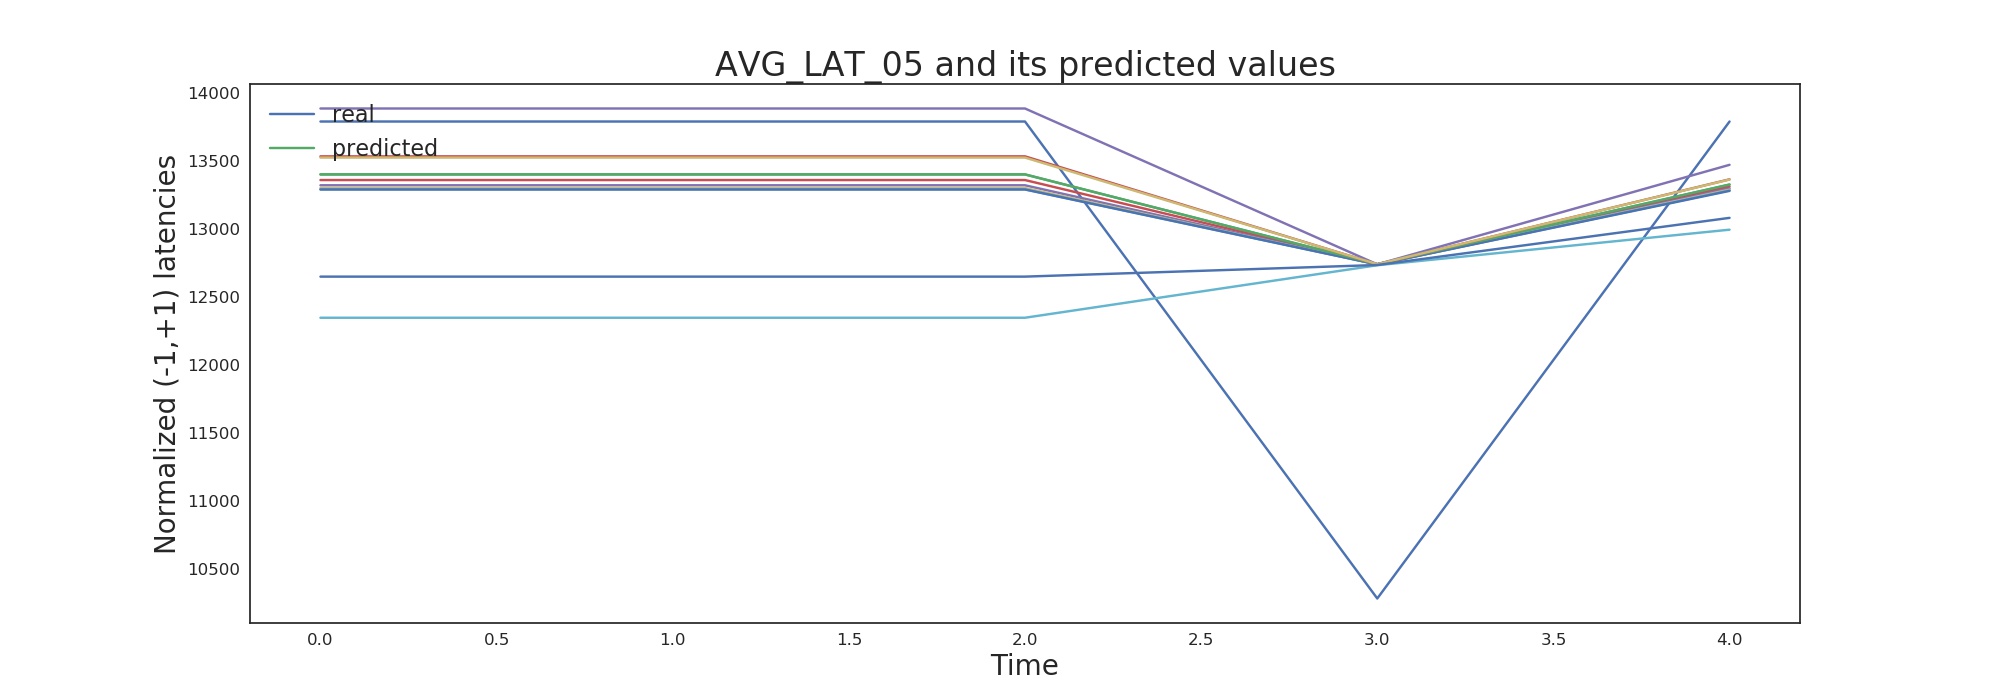 AVG_LAT_05 and its predicted values
real
predicted
Normalized (-1,+1) latencies
14000
13500
13000
12500
12000
11500
11000
10500
0.0 0.5 1.0 1.5 2.0 2.5 3.0 3.5 4.0
Time